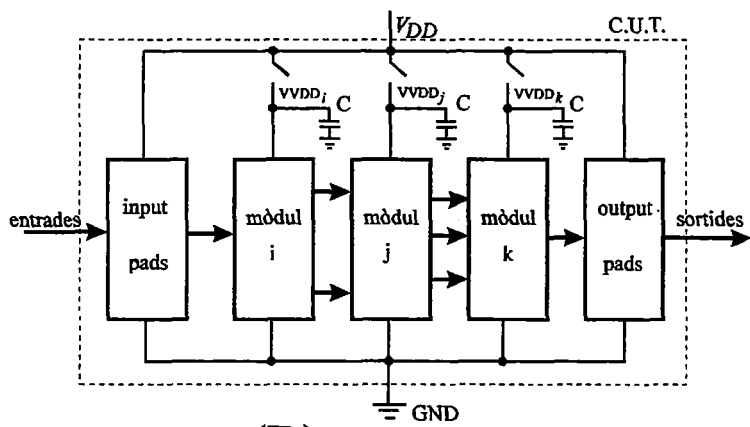 V_DD
C.U.T.
VVDD_i
C
VVDD_j
C
VVDD_k
C
entrades
input
pads
mòdul
i
mòdul
j
mòdul
k
output
pads
sortides
GND